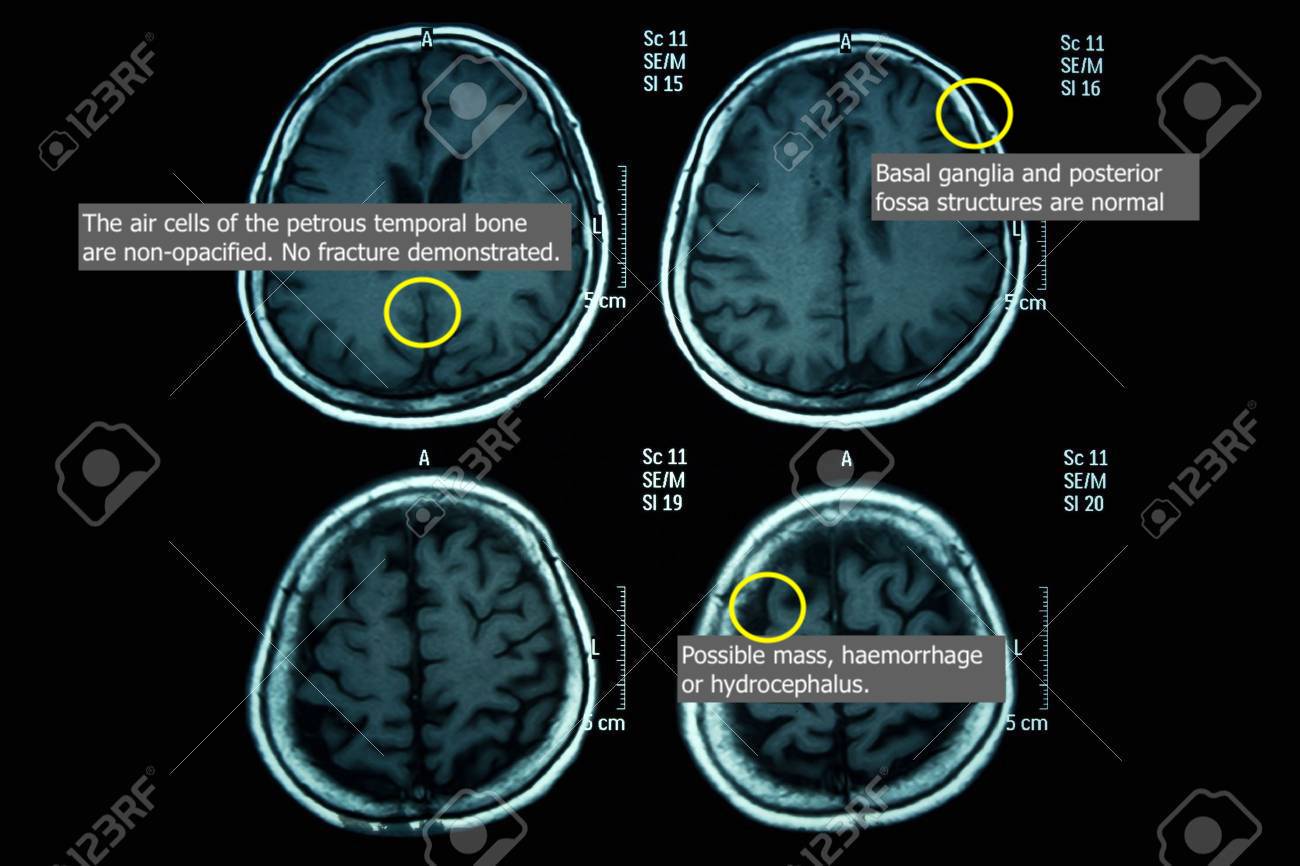 A
Sc 11
SE/M
SI 15
A
Sc 11
SE/M
SI 16
The air cells of the petrous temporal bone
are non-opacified. No fracture demonstrated.
L
5 cm
Basal ganglia and posterior
fossa structures are normal
L
5 cm
A
Sc 11
SE/M
SI 19
A
Sc 11
SE/M
SI 20
L
5 cm
Possible mass, haemorrhage
or hydrocephalus.
L
5 cm
123RF
123RF
123RF
123RF
123RF
123RF